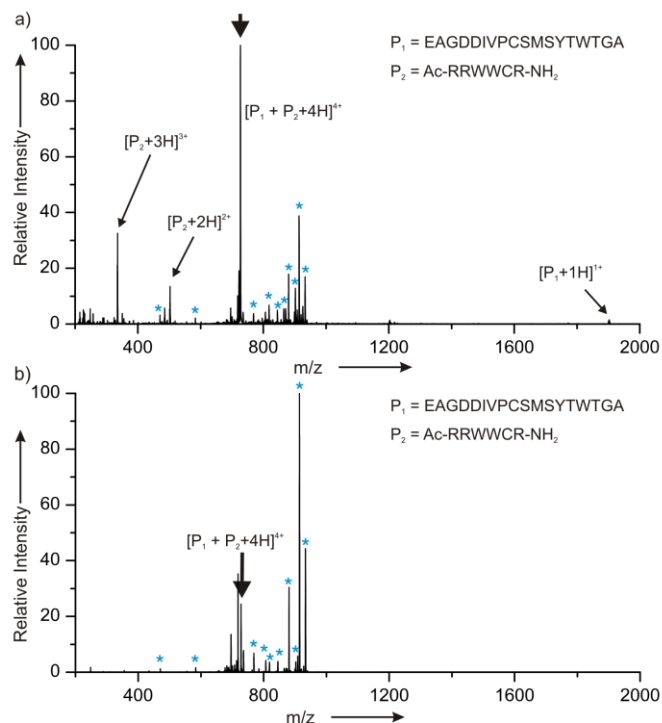 a)
P₁ = EAGDDIVPCSMSYTWTGA
P₂ = Ac-RRWWCR-NH₂
100
[P₁ + P₂+4H]⁴⁺
80
[P₂+3H]³⁺
Relative Intensity
60
40
*
[P₂+2H]²⁺
[P₁+1H]¹⁺
20
* * * * * * * * *
0
400 800 1200 1600 2000
m/z
b)
P₁ = EAGDDIVPCSMSYTWTGA
P₂ = Ac-RRWWCR-NH₂
*
100
80
Relative Intensity
60
[P₁ + P₂+4H]⁴⁺
*
40
*
20
* * * * * * *
0
400 800 1200 1600 2000
m/z